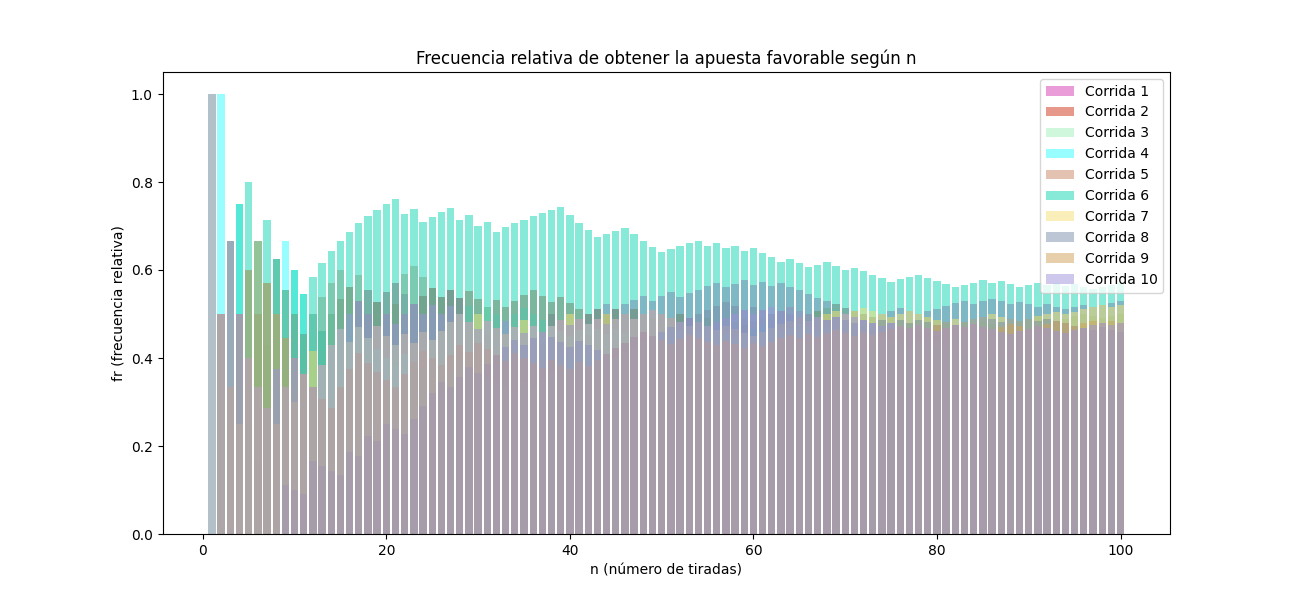 Frecuencia relativa de obtener la apuesta favorable según n
fr (frecuencia relativa)
1.0
0.8
0.6
0.4
0.2
0.0
0
20
40
60
80
100
n (número de tiradas)
Corrida 1
Corrida 2
Corrida 3
Corrida 4
Corrida 5
Corrida 6
Corrida 7
Corrida 8
Corrida 9
Corrida 10